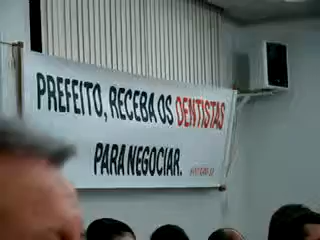 PREFEITO, RECEBA OS DENTISTAS
PARA NEGOCIAR.